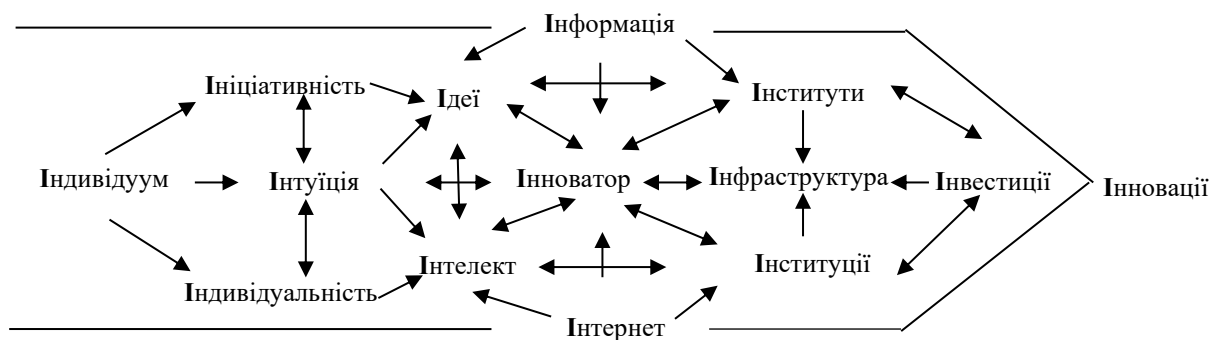 Інформація
Ініціативність
Ідеї
Інститути
Індивідуум
Інтуїція
Інноватор
Інфраструктура
Інвестиції
Інновації
Інтелект
Інституції
Індивідуальність
Інтернет